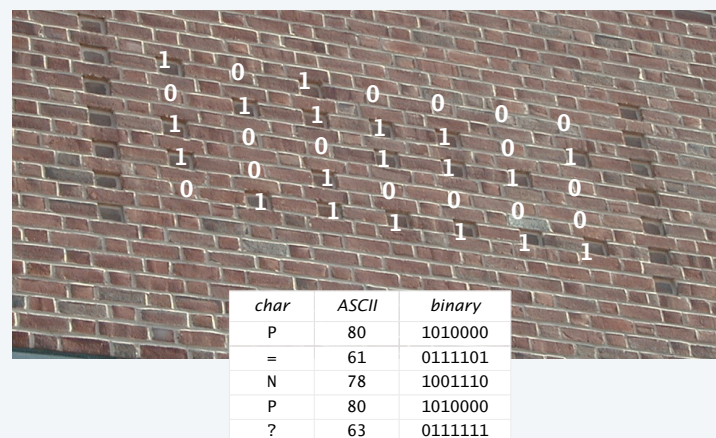 1 0 1 0 0 0 0
0 1 1 1 1 0 1
1 0 0 1 1 1 0
1 0 1 0 0 0 0
0 1 1 1 1 1 1
char ASCII binary
P 80 1010000
= 61 0111101
N 78 1001110
P 80 1010000
? 63 0111111